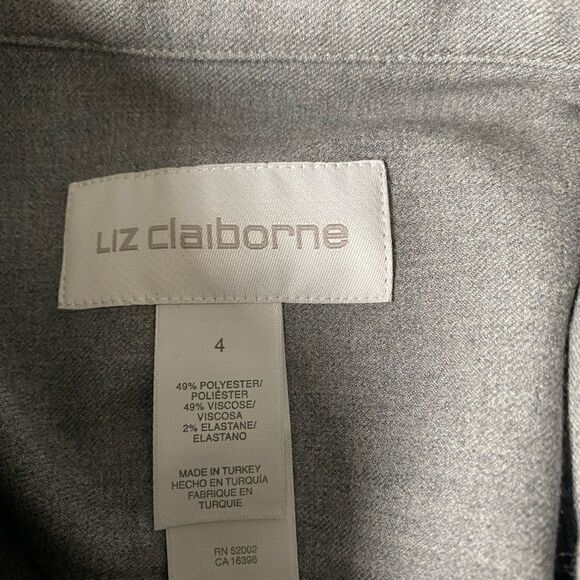 LIZ claiborne
4
49% POLYESTER/
POLIÉSTER
49% VISCOSE/
VISCOSA
2% ELASTANE/
ELASTANO
MADE IN TURKEY
HECHO EN TURQUÍA
FABRIQUE EN
TURQUIE
RN 52002
CA 16398